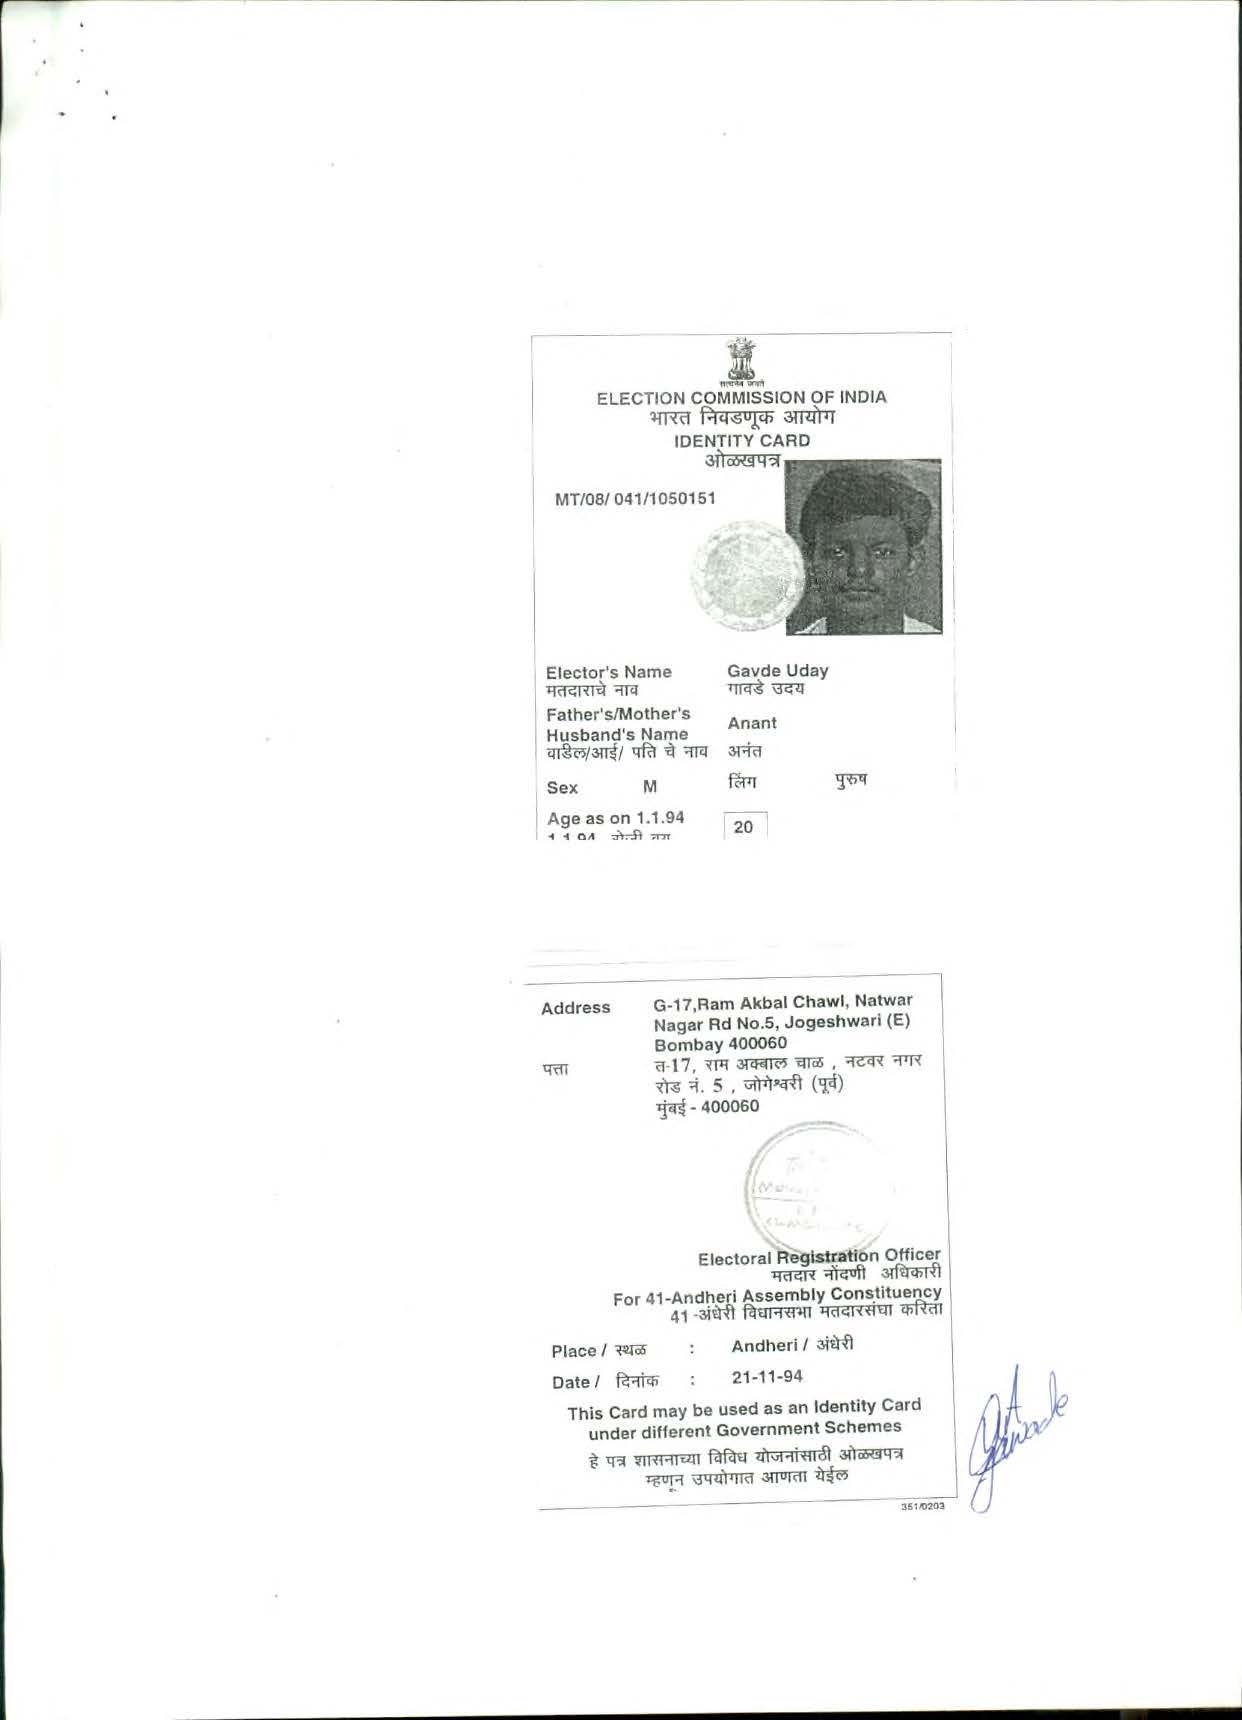 सत्यमेव जयते
ELECTION COMMISSION OF INDIA
भारत निवडणूक आयोग
IDENTITY CARD
ओळखपत्र
MT/08/ 041/1050151
Elector's Name Gavde Uday
मतदाराचे नाव गावडे उदय
Father's/Mother's
Husband's Name Anant
वाडिल/आई/ पति चे नाव अनंत
Sex M लिंग पुरुष
Age as on 1.1.94 20
1.1.94 रोजी वय
Address G-17,Ram Akbal Chawl, Natwar
Nagar Rd No.5, Jogeshwari (E)
Bombay 400060
पत्ता त-17, राम अक्बाल चाळ , नटवर नगर
रोड नं. 5 , जोगेश्वरी (पूर्व)
मुंबई - 400060
Electoral Registration Officer
मतदार नोंदणी अधिकारी
For 41-Andheri Assembly Constituency
41 -अंधेरी विधानसभा मतदारसंघा करिता
Place / स्थळ : Andheri / अंधेरी
Date / दिनांक : 21-11-94
This Card may be used as an Identity Card
under different Government Schemes
हे पत्र शासनाच्या विविध योजनांसाठी ओळखपत्र
म्हणून उपयोगात आणता येईल
351/0203